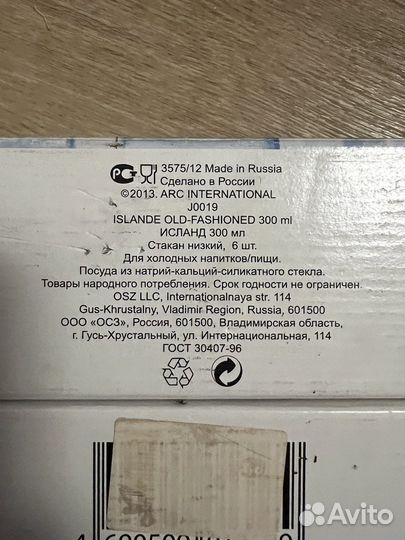 РС 3575/12 Made in Russia
Сделано в России
©2013. ARC INTERNATIONAL
J0019
ISLANDE OLD-FASHIONED 300 ml
ИСЛАНД 300 мл
Стакан низкий, 6 шт.
Для холодных напитков/пищи.
Посуда из натрий-кальций-силикатного стекла.
Товары народного потребления. Срок годности не ограничен.
OSZ LLC, Internationalnaya str. 114
Gus-Khrustalny, Vladimir Region, Russia, 601500
ООО «ОСЗ», Россия, 601500, Владимирская область,
г. Гусь-Хрустальный, ул. Интернациональная, 114
ГОСТ 30407-96
Avito